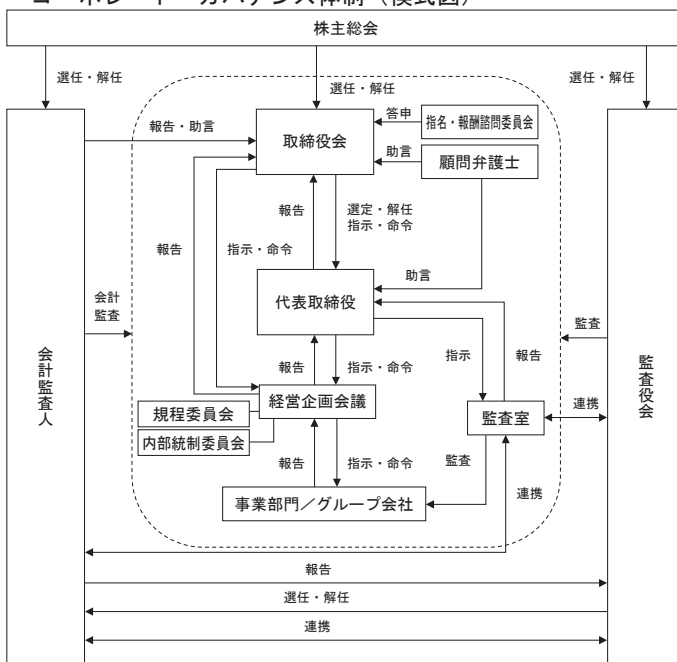 コーポレート・ガバナンス体制（模式図）
株主総会
選任・解任
選任・解任
選任・解任
報告・助言
取締役会
答申
指名・報酬諮問委員会
助言
顧問弁護士
報告
選定・解任
指示・命令
報告
指示・命令
助言
代表取締役
会計
監査
監査
指示
報告
報告
指示・命令
会計監査人
監査役会
経営企画会議
規程委員会
内部統制委員会
監査室
連携
報告
指示・命令
監査
事業部門／グループ会社
連携
報告
選任・解任
連携